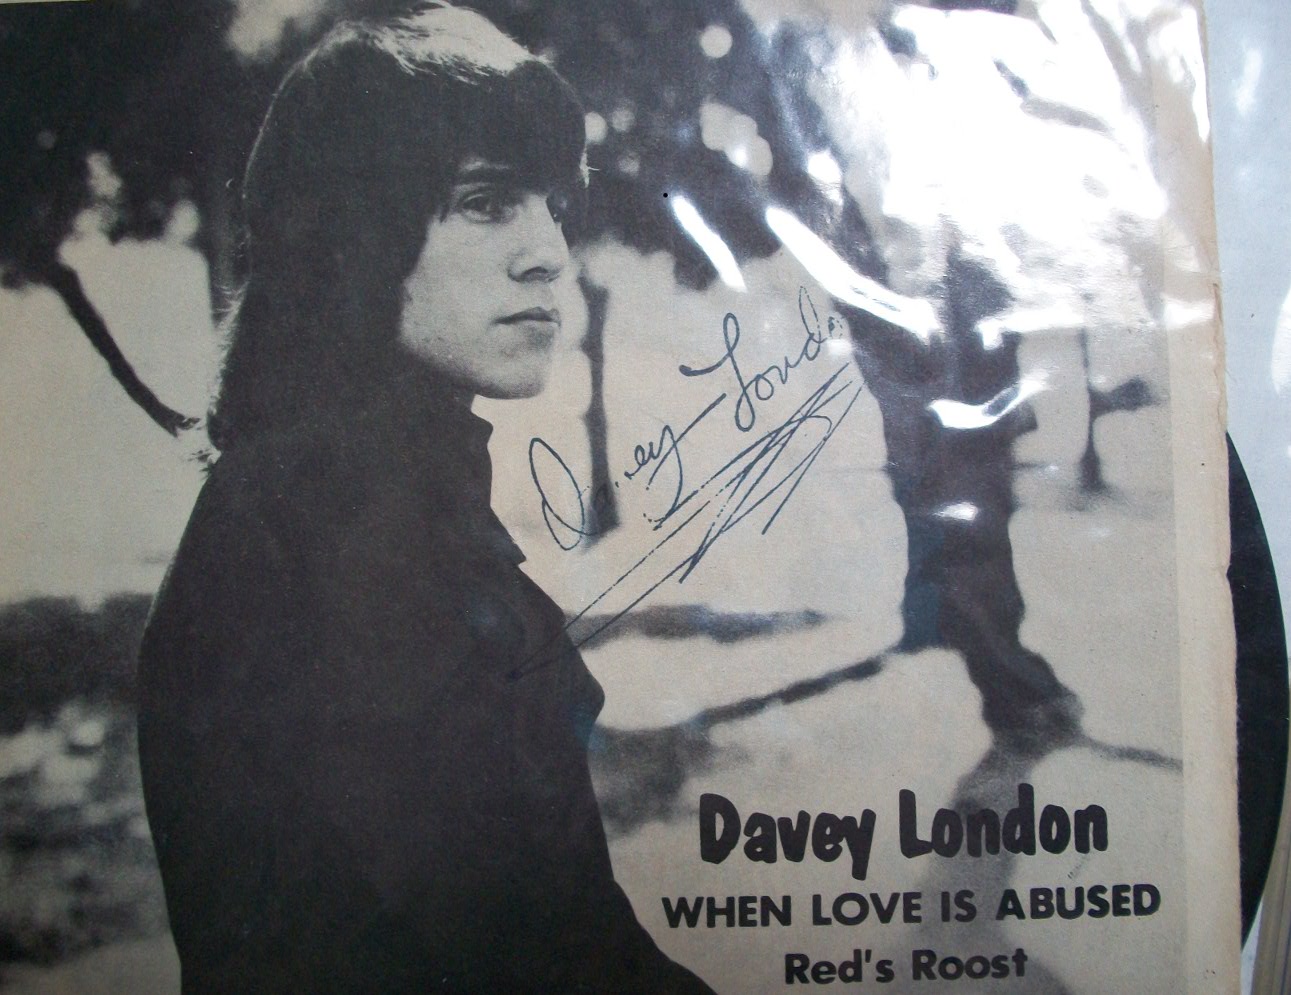 Davey London
Davey London
WHEN LOVE IS ABUSED
Red's Roost